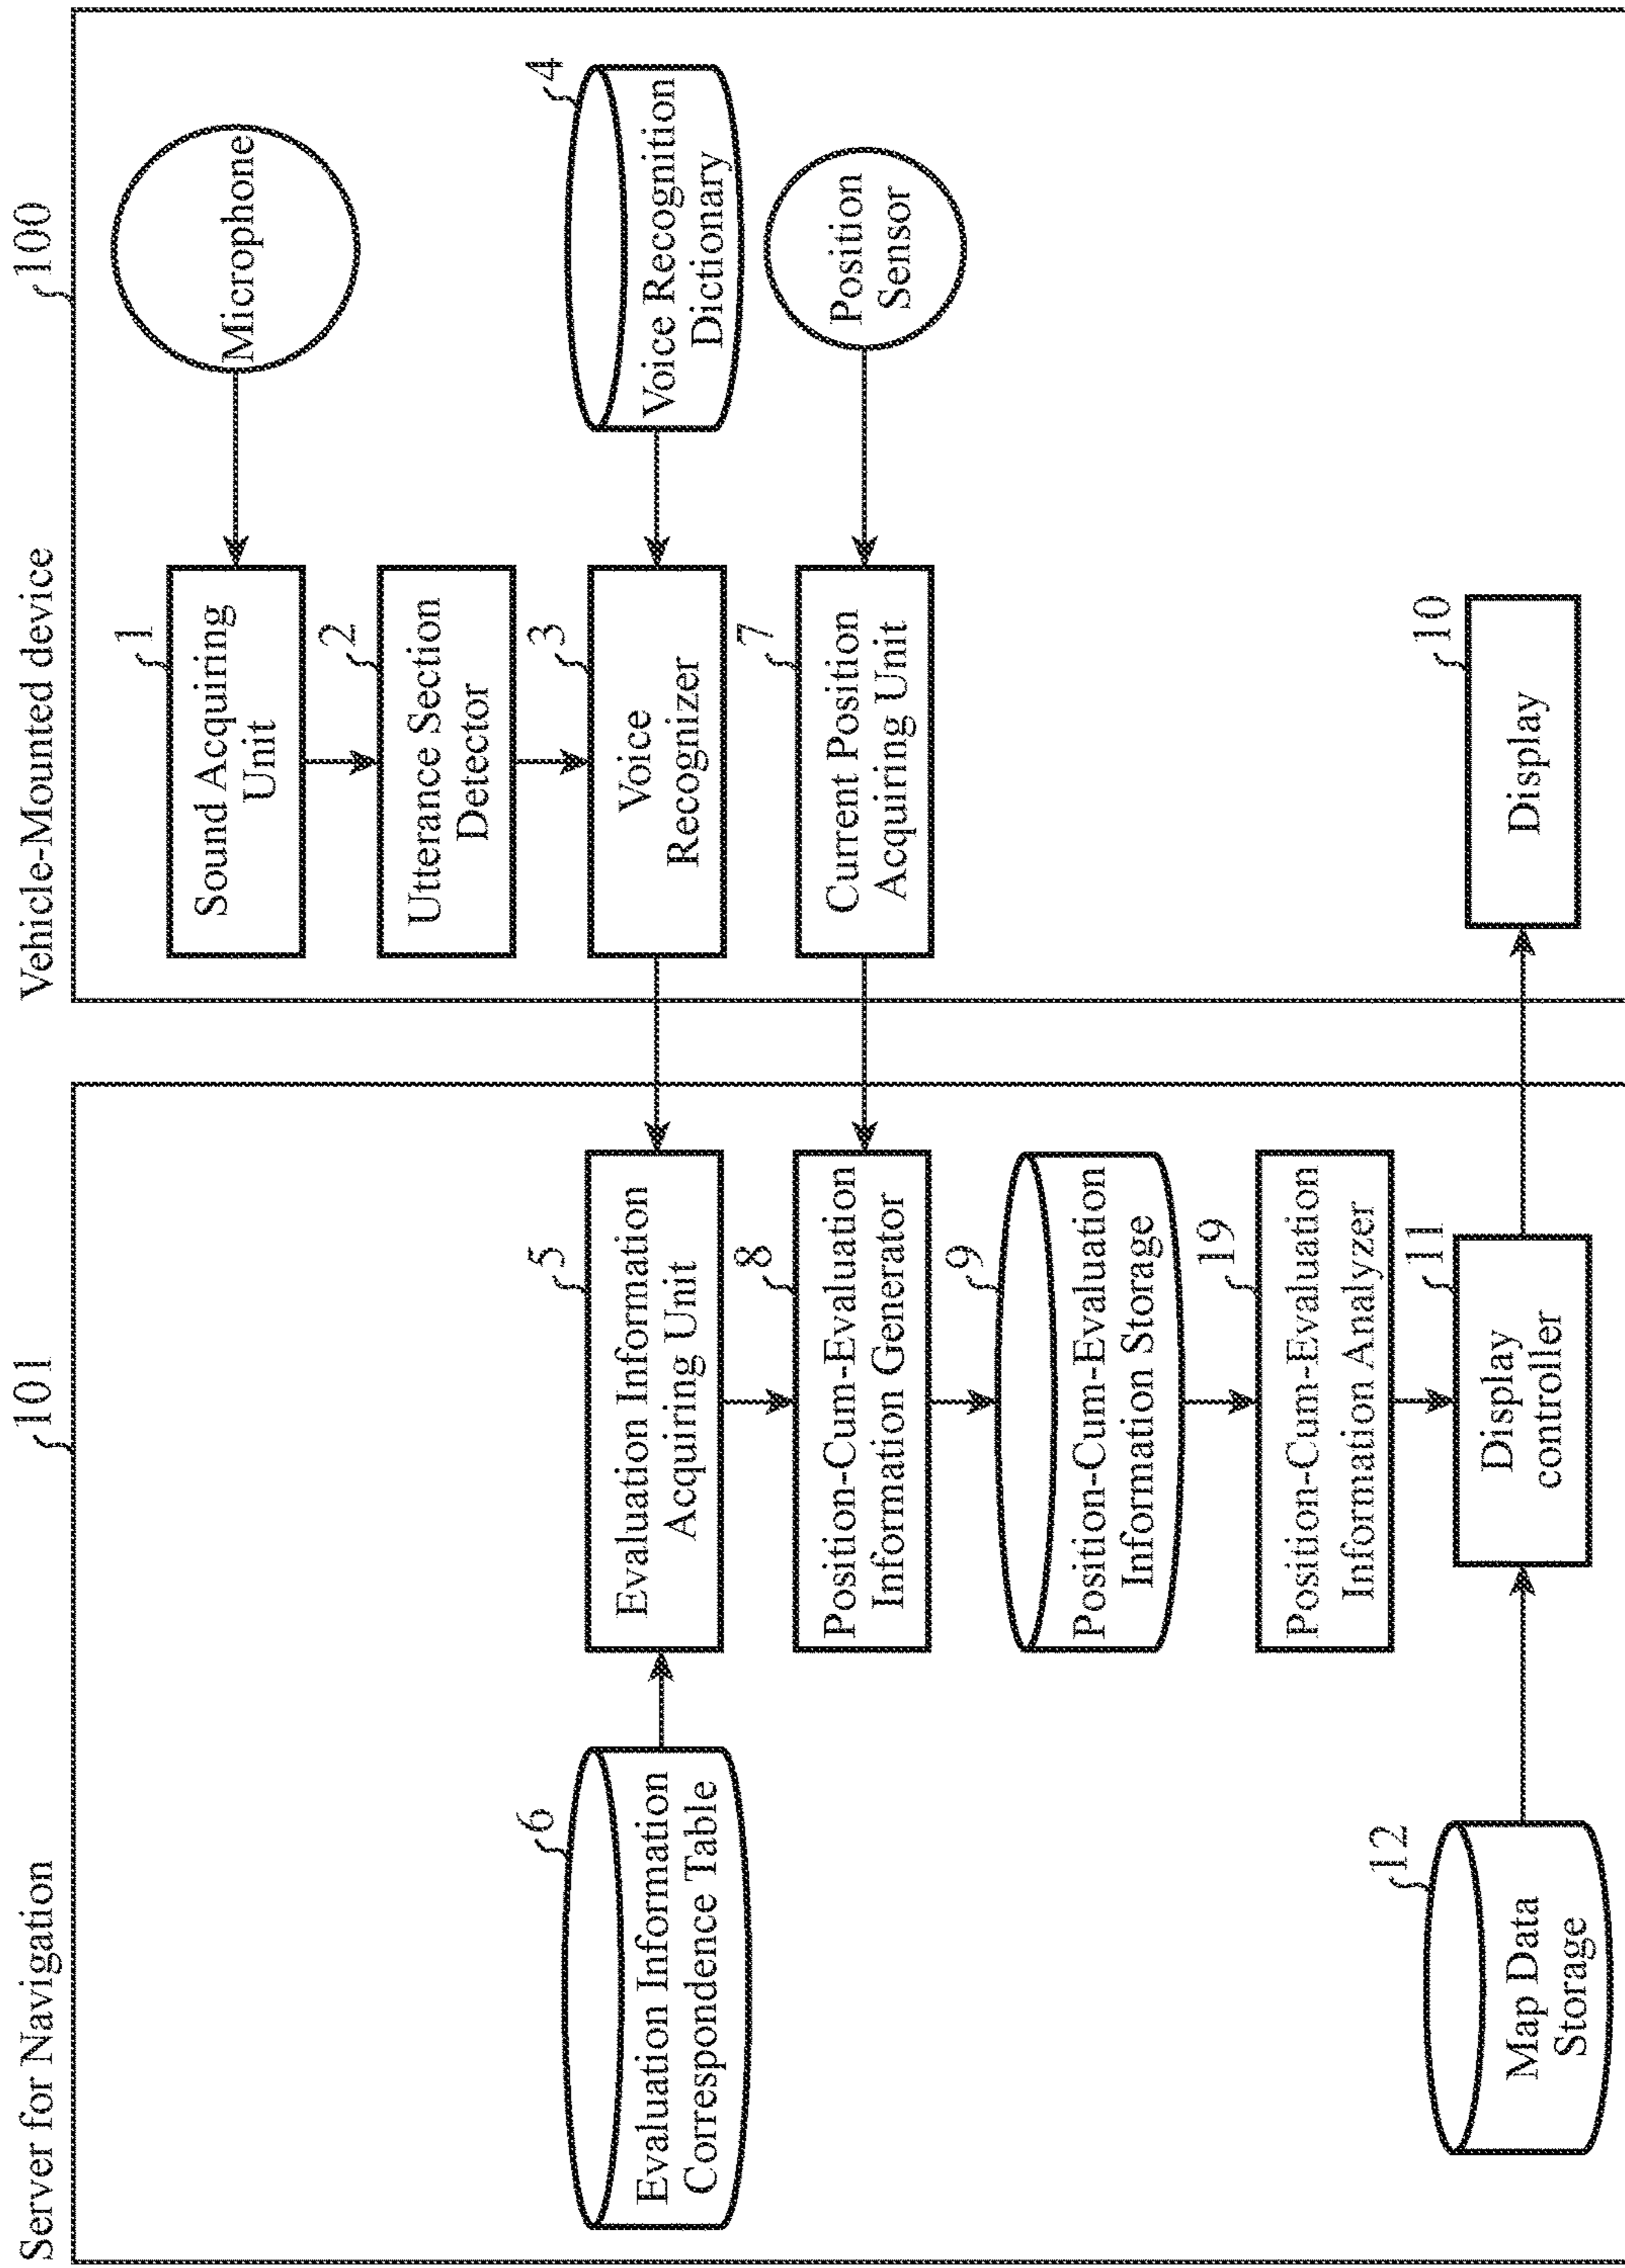 Server for Navigation
101
Evaluation Information
Correspondence Table
6
Evaluation Information
Acquiring Unit
5
Position-Cum-Evaluation
Information Generator
8
Position-Cum-Evaluation
Information Storage
9
Position-Cum-Evaluation
Information Analyzer
19
Map Data
Storage
12
Display
controller
11
Vehicle-Mounted device
100
Sound Acquiring
Unit
1
Microphone
Utterance Section
Detector
2
Voice
Recognizer
3
Voice Recognition
Dictionary
4
Current Position
Acquiring Unit
7
Position
Sensor
Display
10